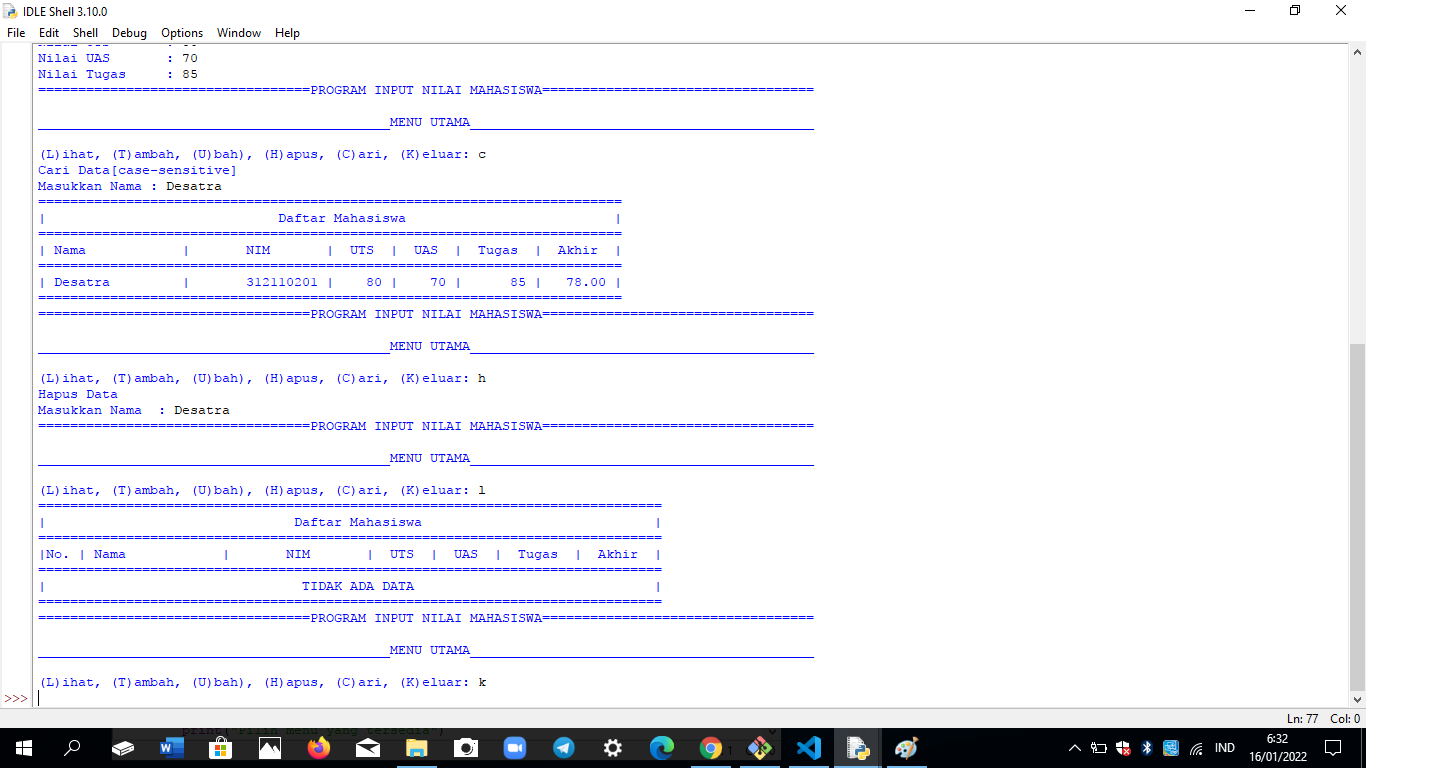 IDLE Shell 3.10.0
File Edit Shell Debug Options Window Help
Nilai UAS : 70
Nilai Tugas : 85
==================================PROGRAM INPUT NILAI MAHASISWA==================================
____________________________________________MENU UTAMA___________________________________________
(L)ihat, (T)ambah, (U)bah), (H)apus, (C)ari, (K)eluar: c
Cari Data[case-sensitive]
Masukkan Nama : Desatra
=========================================================================
| Daftar Mahasiswa |
=========================================================================
| Nama | NIM | UTS | UAS | Tugas | Akhir |
=========================================================================
| Desatra | 312110201 | 80 | 70 | 85 | 78.00 |
=========================================================================
==================================PROGRAM INPUT NILAI MAHASISWA==================================
____________________________________________MENU UTAMA___________________________________________
(L)ihat, (T)ambah, (U)bah), (H)apus, (C)ari, (K)eluar: h
Hapus Data
Masukkan Nama : Desatra
==================================PROGRAM INPUT NILAI MAHASISWA==================================
____________________________________________MENU UTAMA___________________________________________
(L)ihat, (T)ambah, (U)bah), (H)apus, (C)ari, (K)eluar: l
==============================================================================
| Daftar Mahasiswa |
==============================================================================
|No. | Nama | NIM | UTS | UAS | Tugas | Akhir |
==============================================================================
| TIDAK ADA DATA |
==============================================================================
==================================PROGRAM INPUT NILAI MAHASISWA==================================
____________________________________________MENU UTAMA___________________________________________
(L)ihat, (T)ambah, (U)bah), (H)apus, (C)ari, (K)eluar: k
>>>
Ln: 77 Col: 0
print("Pilih menu yang tersedia")
IND
6:32
16/01/2022